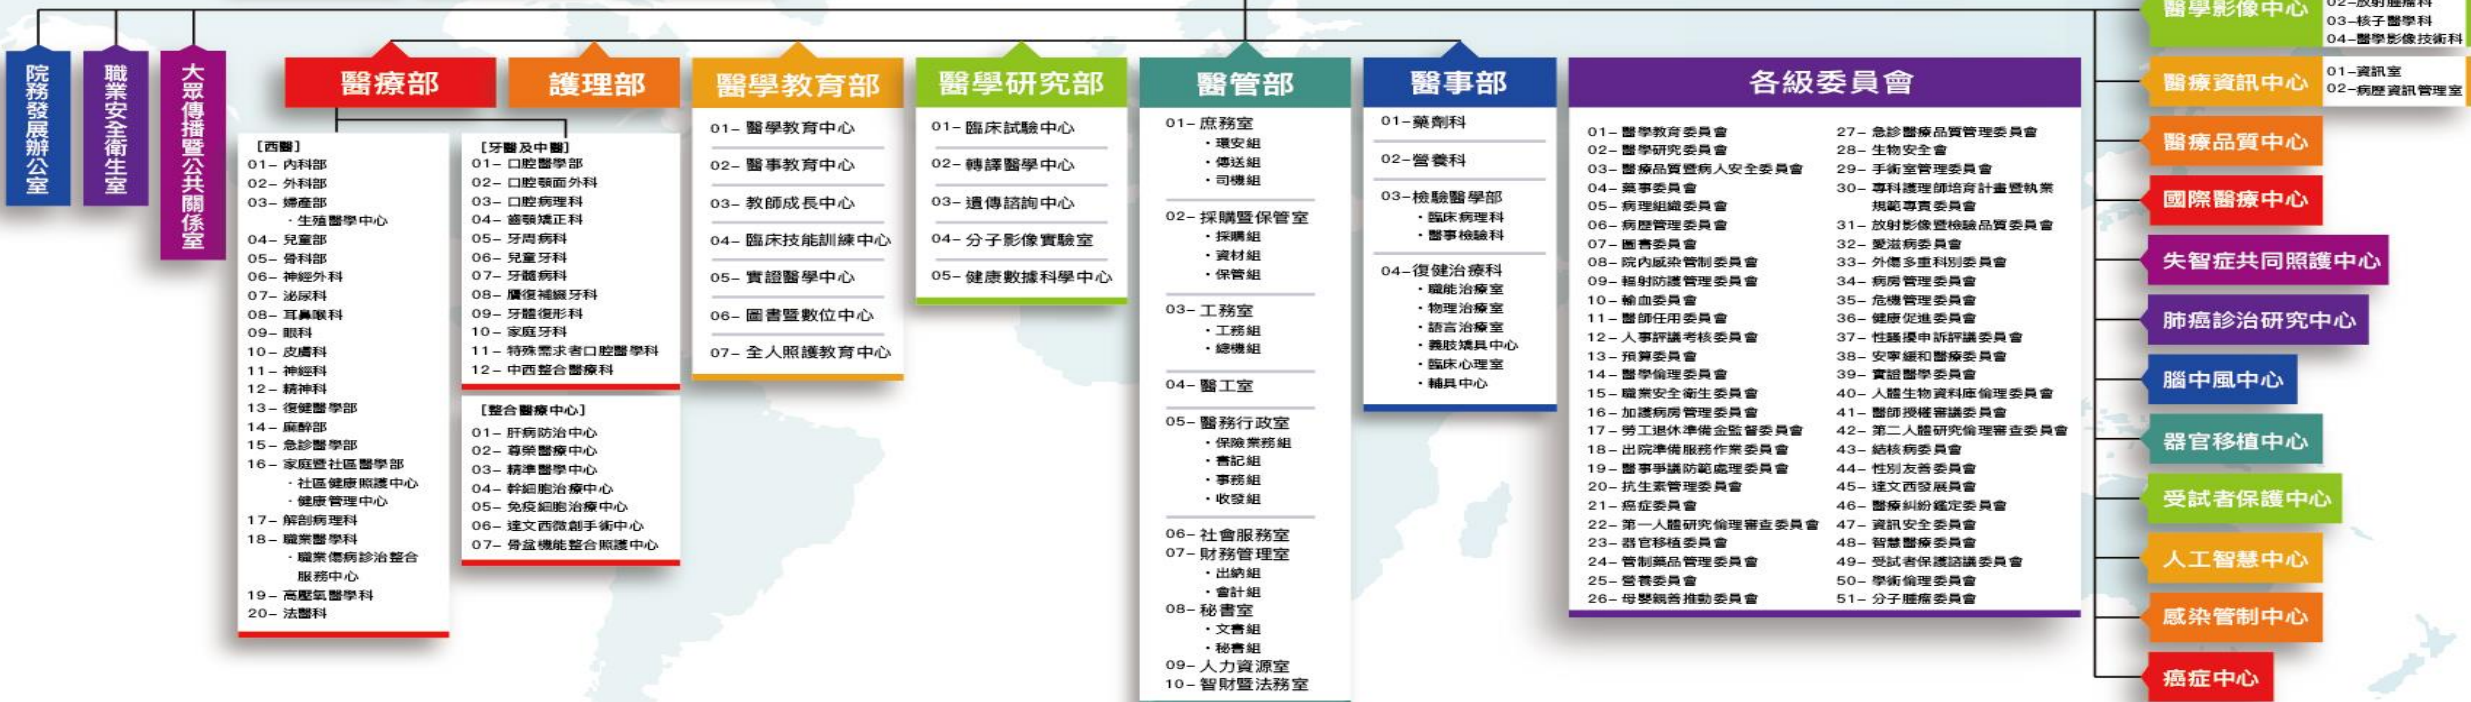 院務發展辦公室
職業安全衛生室
大眾傳播暨公共關係室
醫療部
[西醫]
01- 內科部
02- 外科部
03- 婦產部
・生殖醫學中心
04- 兒童部
05- 骨科部
06- 神經外科
07- 泌尿科
08- 耳鼻喉科
09- 眼科
10- 皮膚科
11- 神經科
12- 精神科
13- 復健醫學部
14- 麻醉部
15- 急診醫學部
16- 家庭暨社區醫學部
・社區健康照護中心
・健康管理中心
17- 解剖病理科
18- 職業醫學科
・職業傷病診治整合
服務中心
19- 高壓氧醫學科
20- 法醫科
[牙醫及中醫]
01- 口腔醫學部
02- 口腔顎面外科
03- 口腔病理科
04- 齒顎矯正科
05- 牙周病科
06- 兒童牙科
07- 牙髓病科
08- 贋復補綴牙科
09- 牙體復形科
10- 家庭牙科
11- 特殊需求者口腔醫學科
12- 中西整合醫療科
[整合醫療中心]
01- 肝病防治中心
02- 尊榮醫療中心
03- 精準醫學中心
04- 幹細胞治療中心
05- 免疫細胞治療中心
06- 達文西微創手術中心
07- 骨盆機能整合照護中心
護理部
醫學教育部
01- 醫學教育中心
02- 醫事教育中心
03- 教師成長中心
04- 臨床技能訓練中心
05- 實證醫學中心
06- 圖書暨數位中心
07- 全人照護教育中心
醫學研究部
01-臨床試驗中心
02-轉譯醫學中心
03-遺傳諮詢中心
04-分子影像實驗室
05-健康數據科學中心
醫管部
01- 庶務室
・環安組
・傳送組
・司機組
02- 採購暨保管室
・採購組
・資材組
・保管組
03- 工務室
・工務組
・總機組
04- 醫工室
05- 醫務行政室
・保險業務組
・書記組
・事務組
・收發組
06- 社會服務室
07- 財務管理室
・出納組
・會計組
08- 秘書室
・文書組
・秘書組
09- 人力資源室
10- 智財暨法務室
醫事部
01-藥劑科
02-營養科
03-檢驗醫學部
・臨床病理科
・醫事檢驗科
04-復健治療科
・職能治療室
・物理治療室
・語言治療室
・義肢矯具中心
・臨床心理室
・輔具中心
各級委員會
01- 醫學教育委員會
02- 醫學研究委員會
03- 醫療品質暨病人安全委員會
04- 藥事委員會
05- 病理組織委員會
06- 病歷管理委員會
07- 圖書委員會
08- 院內感染管制委員會
09- 輻射防護管理委員會
10- 輸血委員會
11- 醫師任用委員會
12- 人事評議考核委員會
13- 預算委員會
14- 醫學倫理委員會
15- 職業安全衛生委員會
16- 加護病房管理委員會
17- 勞工退休準備金監督委員會
18- 出院準備服務作業委員會
19- 醫事爭議防範處理委員會
20- 抗生素管理委員會
21- 癌症委員會
22- 第一人體研究倫理審查委員會
23- 器官移植委員會
24- 管制藥品管理委員會
25- 營養委員會
26- 母嬰親善推動委員會
27- 急診醫療品質管理委員會
28- 生物安全會
29- 手術室管理委員會
30- 專科護理師培育計畫暨執業
規範專責委員會
31- 放射影像暨檢驗品質委員會
32- 愛滋病委員會
33- 外傷多重科別委員會
34- 病房管理委員會
35- 危機管理委員會
36- 健康促進委員會
37- 性騷擾申訴評議委員會
38- 安寧緩和醫療委員會
39- 實證醫學委員會
40- 人體生物資料庫倫理委員會
41- 醫師授權審議委員會
42- 第二人體研究倫理審查委員會
43- 結核病委員會
44- 性別友善委員會
45- 達文西發展員會
46- 醫療糾紛鑑定委員會
47- 資訊安全委員會
48- 智慧醫療委員會
49- 受試者保護諮議委員會
50- 學術倫理委員會
51- 分子腫瘤委員會
醫學影像中心
02-放射腫瘤科
03-核子醫學科
04-醫學影像技術科
醫療資訊中心
01-資訊室
02-病歷資訊管理室
醫療品質中心
國際醫療中心
失智症共同照護中心
肺癌診治研究中心
腦中風中心
器官移植中心
受試者保護中心
人工智慧中心
感染管制中心
癌症中心